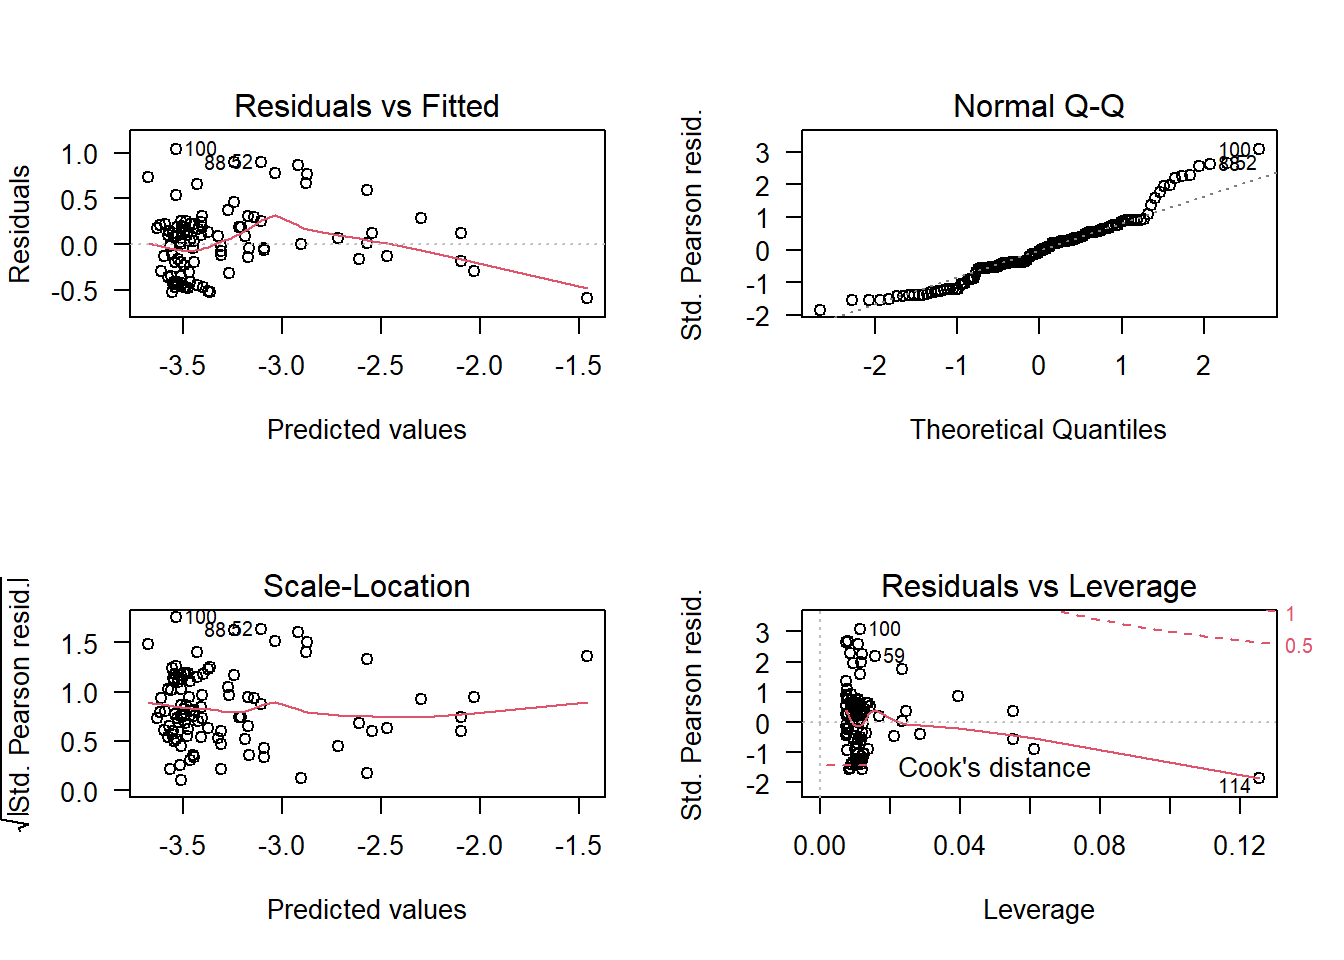 Residuals vs Fitted
Residuals
1.0
0.5
0.0
-0.5
100
88
52
-3.5 -3.0 -2.5 -2.0 -1.5
Predicted values
Normal Q-Q
Std. Pearson resid.
3
2
1
0
-1
-2
100
88
52
-2 -1 0 1 2
Theoretical Quantiles
Scale-Location
√|Std. Pearson resid.|
1.5
1.0
0.5
0.0
100
88
52
-3.5 -3.0 -2.5 -2.0 -1.5
Predicted values
Residuals vs Leverage
Std. Pearson resid.
3
2
1
0
-1
-2
100
59
114
1
0.5
Cook's distance
0.00 0.04 0.08 0.12
Leverage